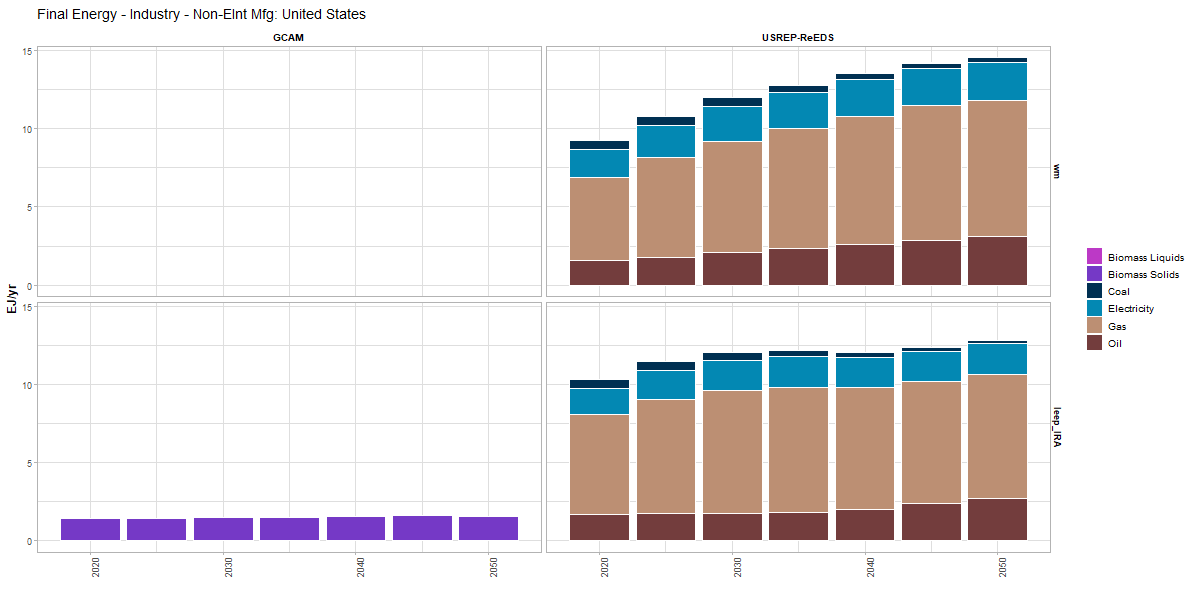 Final Energy - Industry - Non-EInt Mfg: United States
GCAM
USREP-ReEDS
15
10
5
0
wm
15
10
5
0
leep_IRA
EJ/yr
2020
2030
2040
2050
2020
2030
2040
2050
Biomass Liquids
Biomass Solids
Coal
Electricity
Gas
Oil